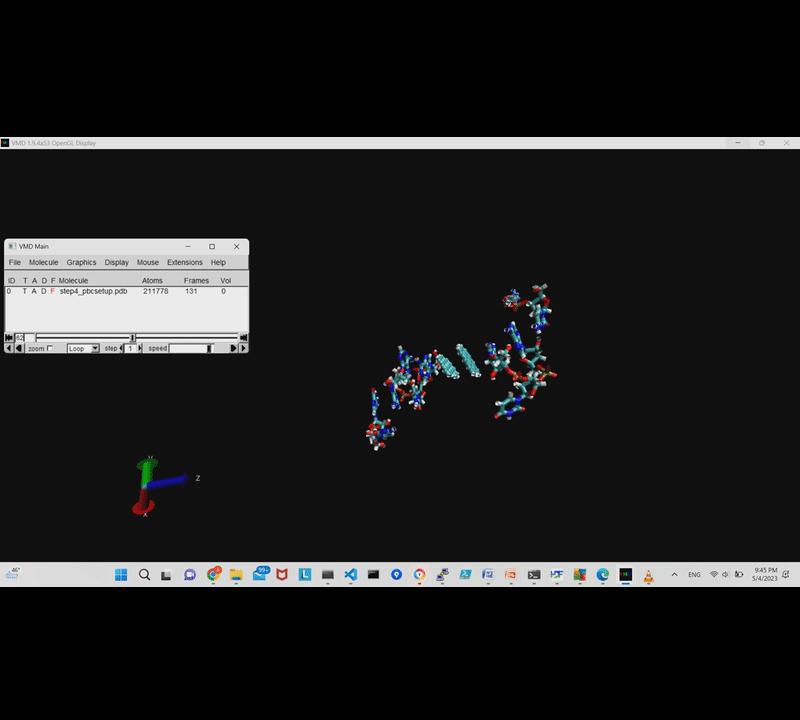 VMD 1.9.4a53 OpenGL Display
VMD Main
File Molecule Graphics Display Mouse Extensions Help
ID T A D F Molecule Atoms Frames Vol
0 T A D F step4_pbcsetup.pdb 211778 131 0
62
zoom Loop step 1 speed
Y
Z
X
46°
99+
ENG
9:45 PM
5/4/2023